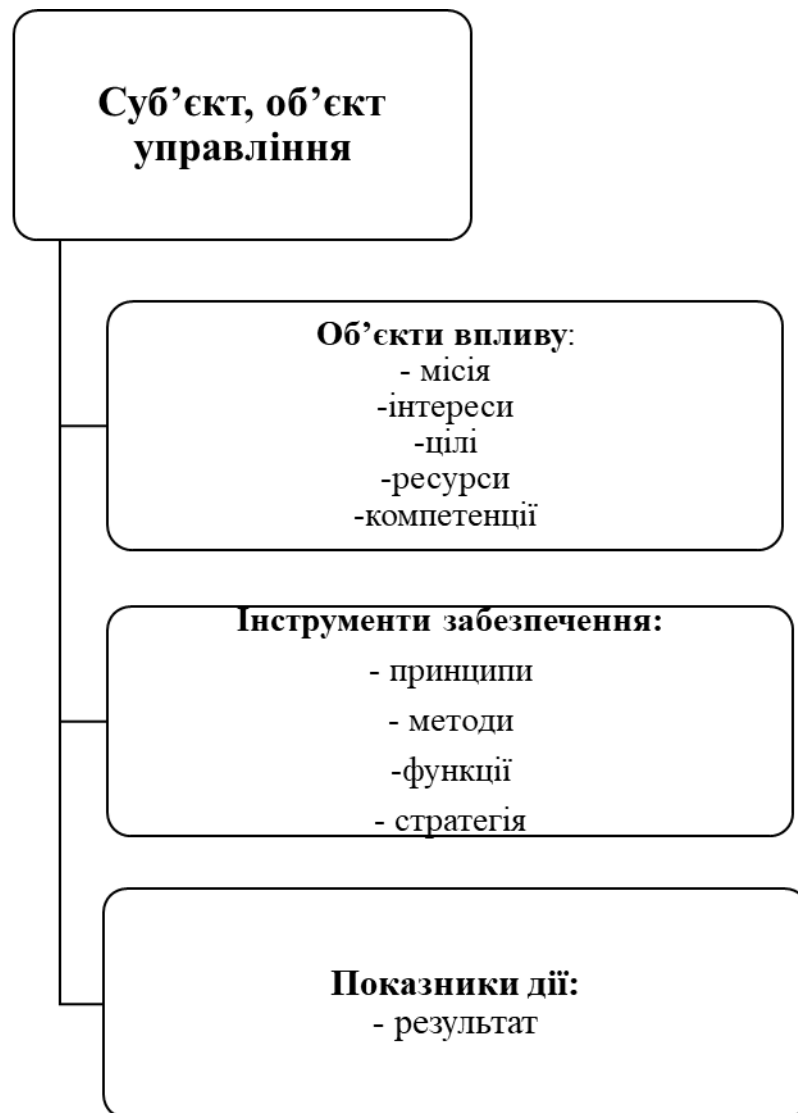 Суб’єкт, об’єкт
управління
Об’єкти впливу:
- місія
-інтереси
-цілі
-ресурси
-компетенції
Інструменти забезпечення:
- принципи
- методи
-функції
- стратегія
Показники дії:
- результат